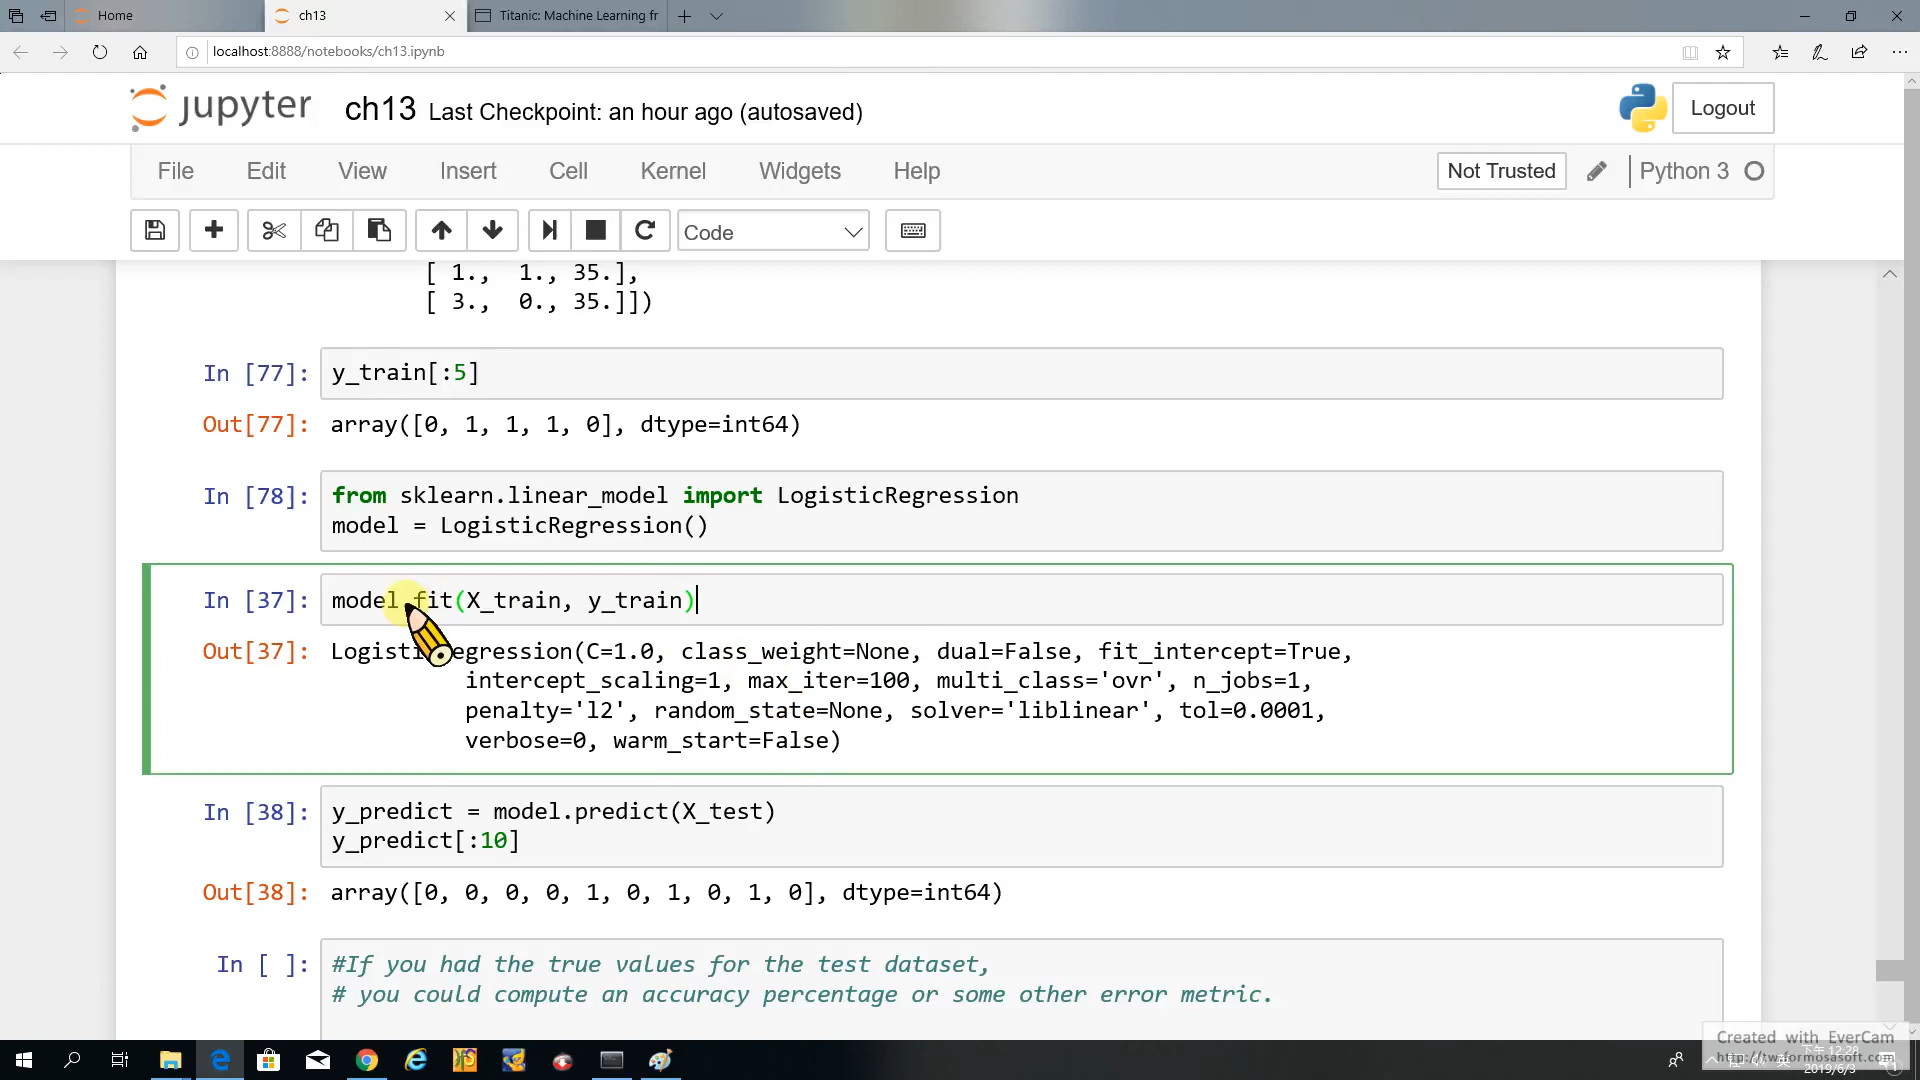 Home
ch13
Titanic: Machine Learning fr
localhost:8888/notebooks/ch13.ipynb
jupyter ch13 Last Checkpoint: an hour ago (autosaved)
Logout
File Edit View Insert Cell Kernel Widgets Help
Not Trusted
Python 3
Code
[ 1., 1., 35.],
[ 3., 0., 35.]])
In [77]: y_train[:5]
Out[77]: array([0, 1, 1, 1, 0], dtype=int64)
In [78]: from sklearn.linear_model import LogisticRegression
model = LogisticRegression()
In [37]: model.fit(X_train, y_train)
Out[37]: LogisticRegression(C=1.0, class_weight=None, dual=False, fit_intercept=True,
intercept_scaling=1, max_iter=100, multi_class='ovr', n_jobs=1,
penalty='l2', random_state=None, solver='liblinear', tol=0.0001,
verbose=0, warm_start=False)
In [38]: y_predict = model.predict(X_test)
y_predict[:10]
Out[38]: array([0, 0, 0, 0, 1, 0, 1, 0, 1, 0], dtype=int64)
In [ ]: #If you had the true values for the test dataset,
# you could compute an accuracy percentage or some other error metric.
Created with EverCam
2019/6/3